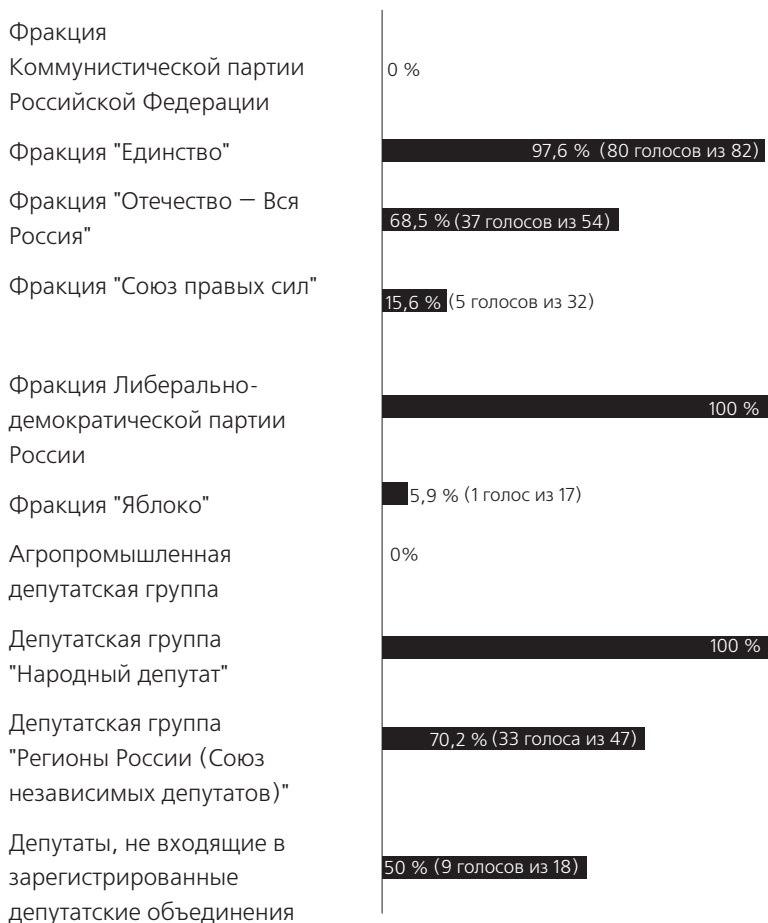 Фракция
Коммунистической партии
Российской Федерации
0 %
Фракция "Единство"
97,6 % (80 голосов из 82)
Фракция "Отечество — Вся
Россия"
68,5 % (37 голосов из 54)
Фракция "Союз правых сил"
15,6 % (5 голосов из 32)
Фракция Либерально-
демократической партии
России
100 %
Фракция "Яблоко"
5,9 % (1 голос из 17)
Агропромышленная
депутатская группа
0%
Депутатская группа
"Народный депутат"
100 %
Депутатская группа
"Регионы России (Союз
независимых депутатов)"
70,2 % (33 голоса из 47)
Депутаты, не входящие в
зарегистрированные
депутатские объединения
50 % (9 голосов из 18)